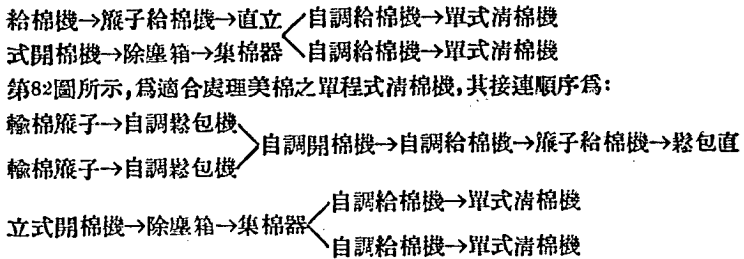 給棉機→簾子給棉機→直立 自調給棉機→單式清棉機
式開棉機→除塵箱→集棉器 自調給棉機→單式清棉機
第82圖所示,爲適合處理美棉之單程式清棉機,其接連順序爲:
輸棉簾子→自調鬆包機
自調開棉機→自調給棉機→簾子給棉機→鬆包直
輸棉簾子→自調鬆包機
自調給棉機→單式清棉機
立式開棉機→除塵箱→集棉器
自調給棉機→單式清棉機